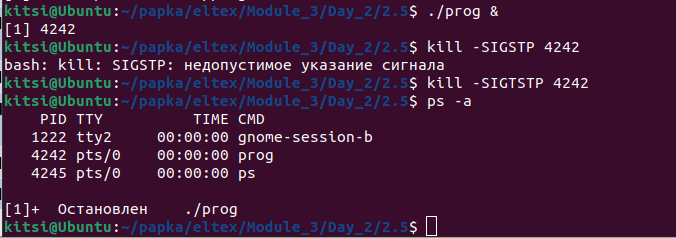 kitsi@Ubuntu:~/papka/eltex/Module_3/Day_2/2.5$ ./prog &
[1] 4242
kitsi@Ubuntu:~/papka/eltex/Module_3/Day_2/2.5$ kill -SIGSTP 4242
bash: kill: SIGSTP: недопустимое указание сигнала
kitsi@Ubuntu:~/papka/eltex/Module_3/Day_2/2.5$ kill -SIGTSTP 4242
kitsi@Ubuntu:~/papka/eltex/Module_3/Day_2/2.5$ ps -a
    PID TTY          TIME CMD
   1222 tty2     00:00:00 gnome-session-b
   4242 pts/0    00:00:00 prog
   4245 pts/0    00:00:00 ps
[1]+  Остановлен    ./prog
kitsi@Ubuntu:~/papka/eltex/Module_3/Day_2/2.5$